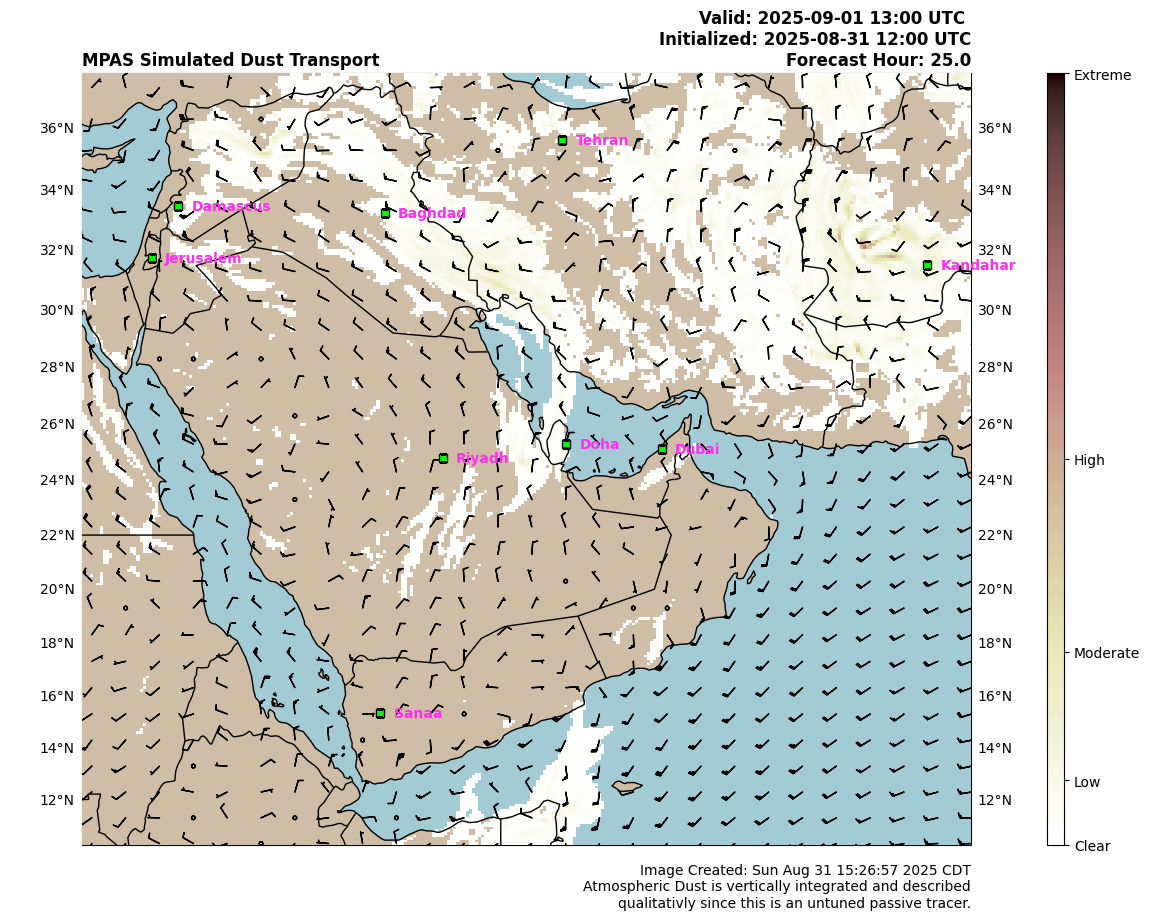 Valid: 2025-09-01 13:00 UTC
Initialized: 2025-08-31 12:00 UTC
MPAS Simulated Dust Transport Forecast Hour: 25.0
Extreme
36°N 36°N
Tehran
34°N 34°N
Damascus
Baghdad
32°N 32°N
Jerusalem
Kandahar
30°N 30°N
28°N 28°N
26°N 26°N
Doha
Dubai
Riyadh
High
24°N 24°N
22°N 22°N
20°N 20°N
18°N 18°N
Moderate
16°N 16°N
Sanaa
14°N 14°N
Low
12°N 12°N
Clear
Image Created: Sun Aug 31 15:26:57 2025 CDT
Atmospheric Dust is vertically integrated and described
qualitativly since this is an untuned passive tracer.